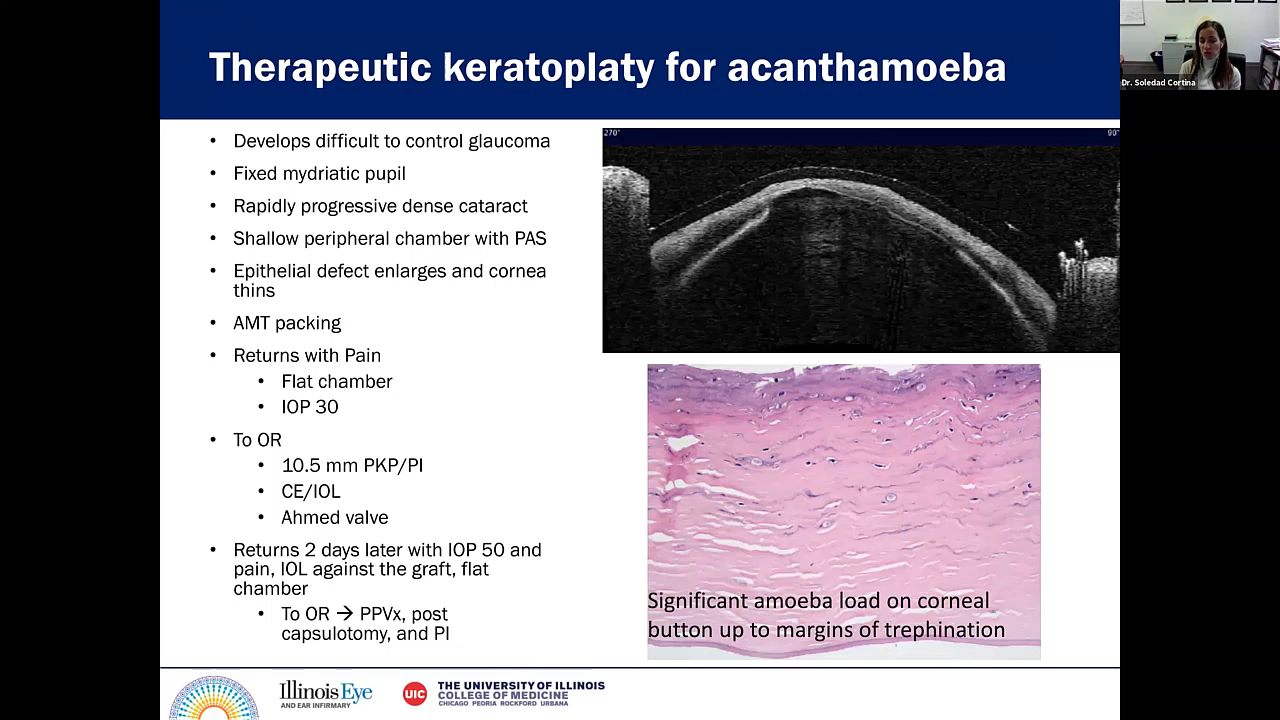 Therapeutic keratoplaty for acanthamoeba
Dr. Soledad Cortina
• Develops difficult to control glaucoma
• Fixed mydriatic pupil
• Rapidly progressive dense cataract
• Shallow peripheral chamber with PAS
• Epithelial defect enlarges and cornea
thins
• AMT packing
• Returns with Pain
• Flat chamber
• IOP 30
• To OR
• 10.5 mm PKP/PI
• CE/IOL
• Ahmed valve
• Returns 2 days later with IOP 50 and
pain, IOL against the graft, flat
chamber
• To OR → PPVx, post
capsulotomy, and PI
270°
90°
Significant amoeba load on corneal
button up to margins of trephination
Illinois Eye
AND EAR INFIRMARY
UIC
THE UNIVERSITY OF ILLINOIS
COLLEGE OF MEDICINE
CHICAGO PEORIA ROCKFORD URBANA